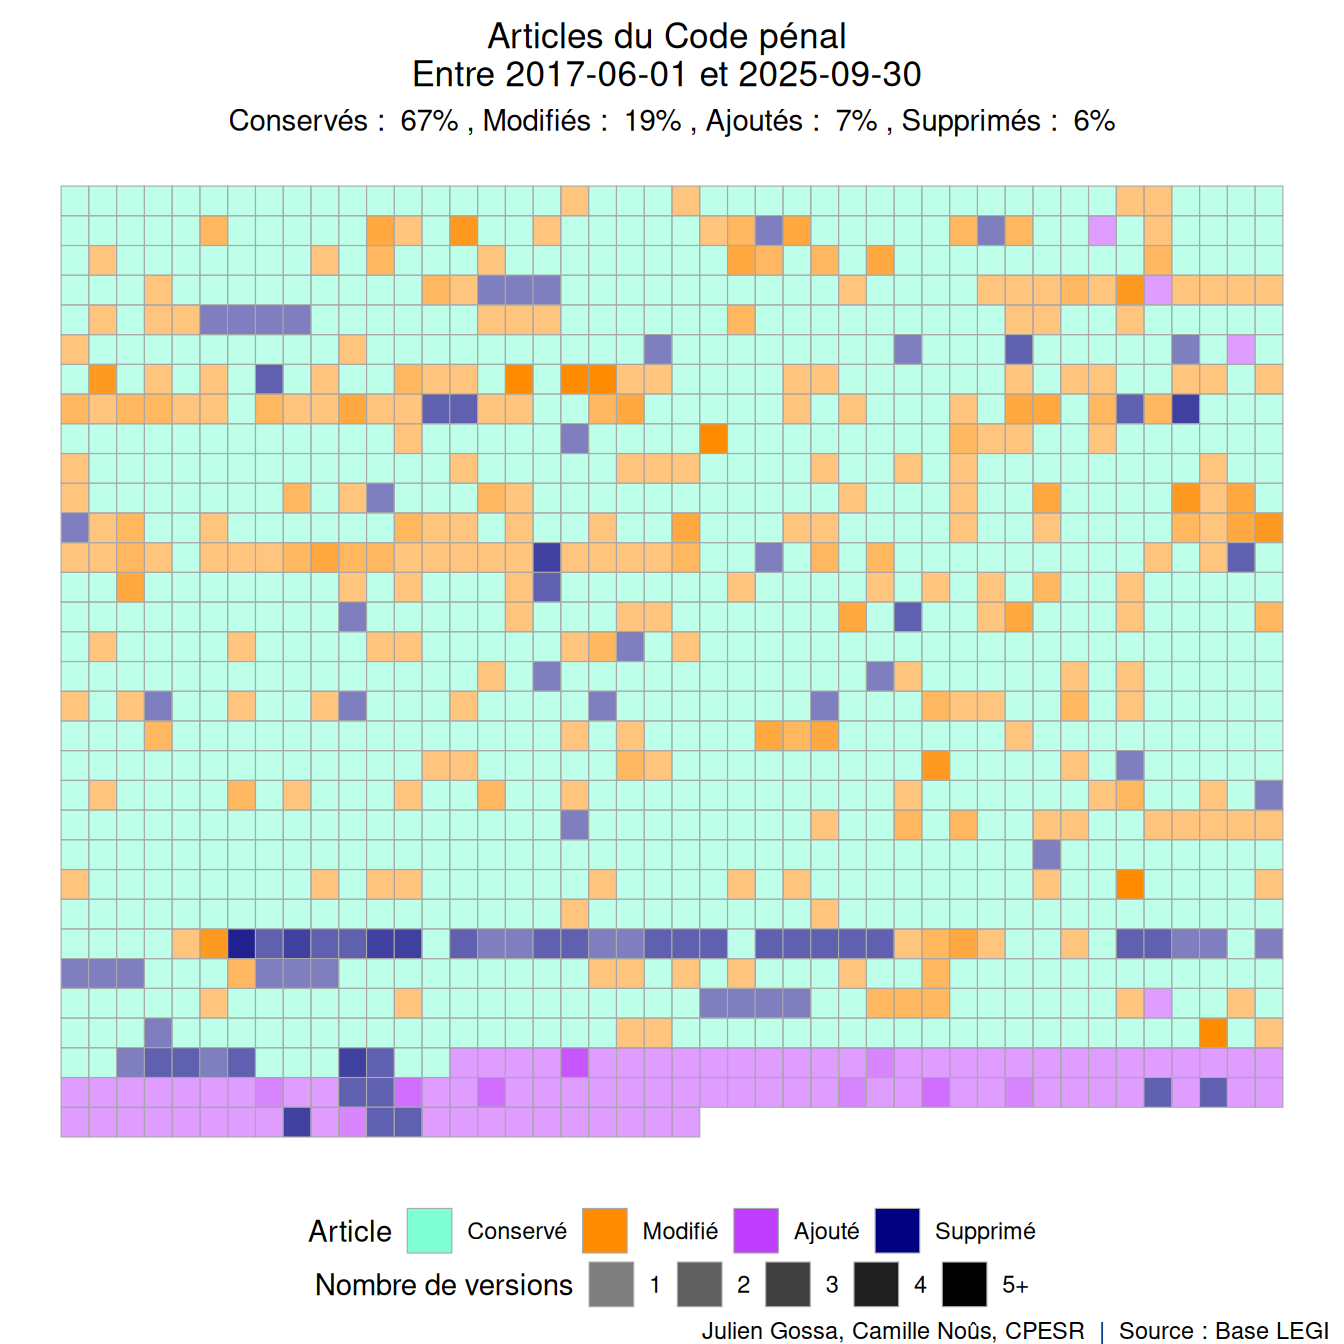 Articles du Code pénal
Entre 2017-06-01 et 2025-09-30
Conservés :  67% , Modifiés :  19% , Ajoutés :  7% , Supprimés :  6%
Article Conservé Modifié Ajouté Supprimé
Nombre de versions 1 2 3 4 5+
Julien Gossa, Camille Noûs, CPESR  |  Source : Base LEGI